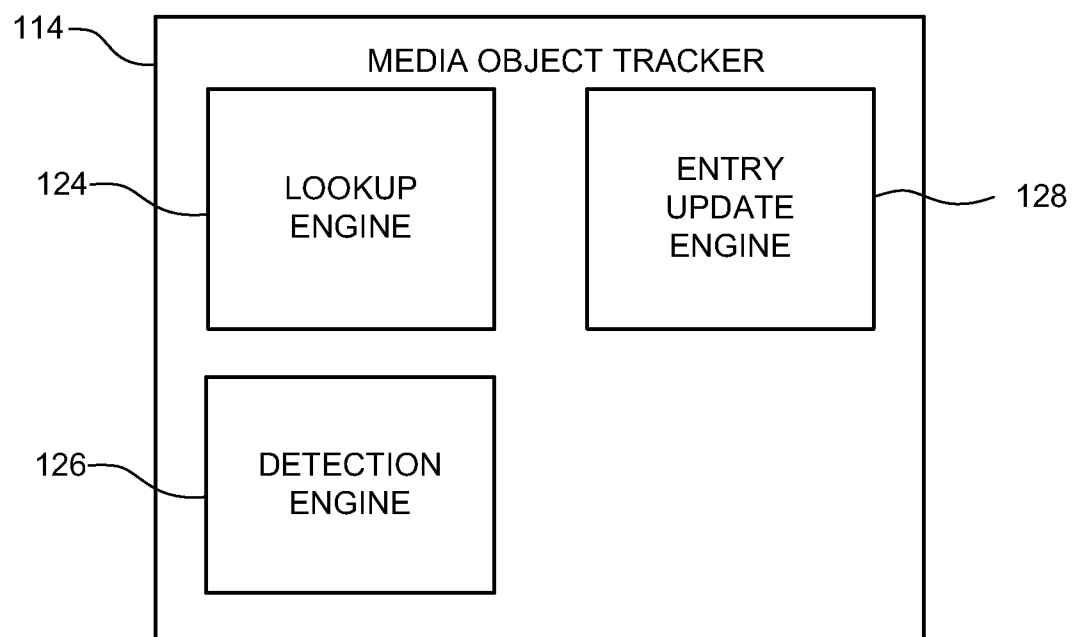 114
MEDIA OBJECT TRACKER
124
LOOKUP
ENGINE
ENTRY
UPDATE
ENGINE
128
126
DETECTION
ENGINE